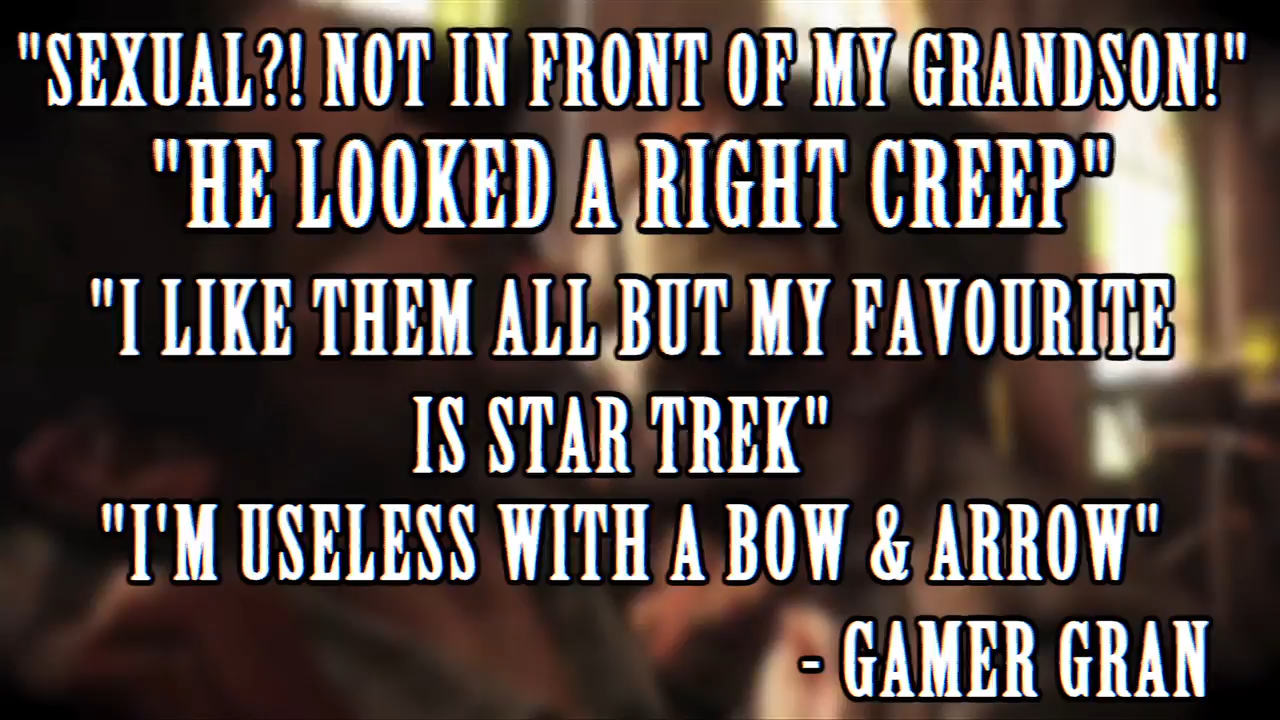 "SEXUAL?! NOT IN FRONT OF MY GRANDSON!"
"HE LOOKED A RIGHT CREEP"
"I LIKE THEM ALL BUT MY FAVOURITE
IS STAR TREK"
"I'M USELESS WITH A BOW & ARROW"
- GAMER GRAN